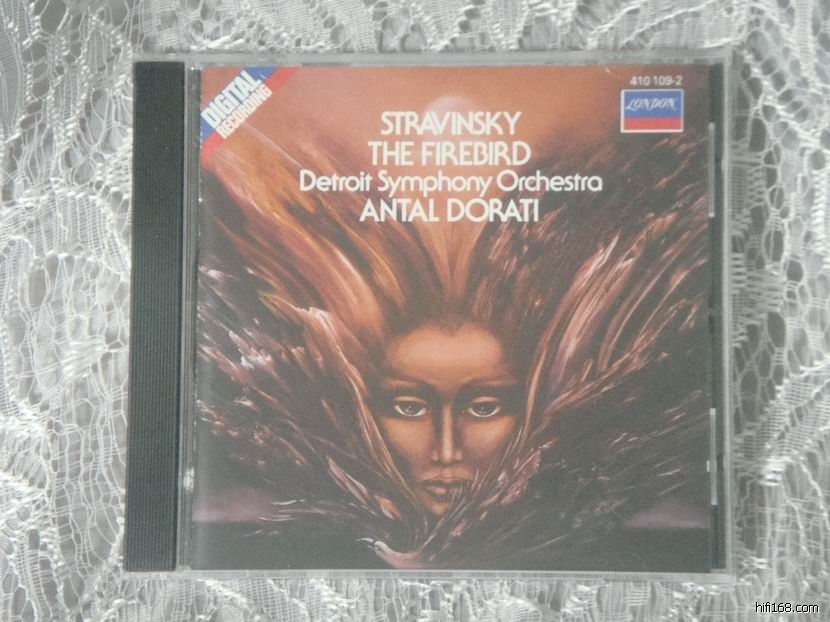 DIGITAL
RECORDING
410 109-2
LONDON
STRAVINSKY
THE FIREBIRD
Detroit Symphony Orchestra
ANTAL DORATI
hifi168.com